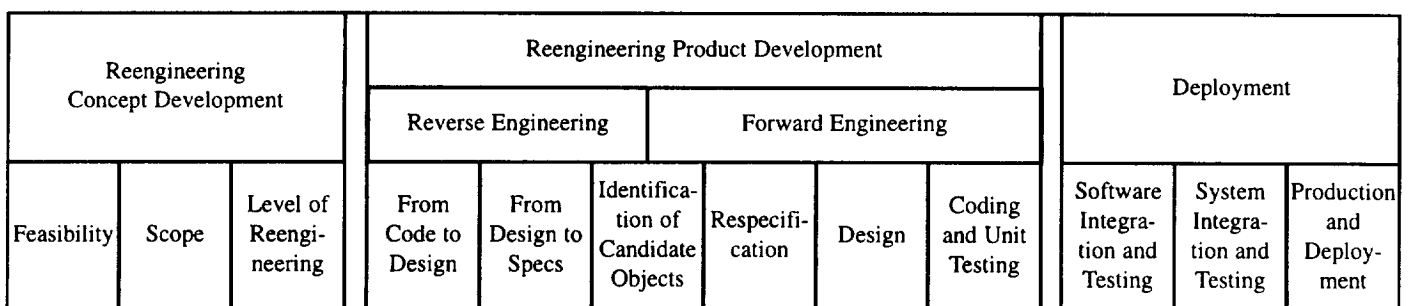 Reengineering
Concept Development
Reengineering Product Development
Deployment
Reverse Engineering
Forward Engineering
Feasibility
Scope
Level of
Reengi-
neering
From
Code to
Design
From
Design to
Specs
Identifica-
tion of
Candidate
Objects
Respecifi-
cation
Design
Coding
and Unit
Testing
Software
Integra-
tion and
Testing
System
Integra-
tion and
Testing
Production
and
Deploy-
ment